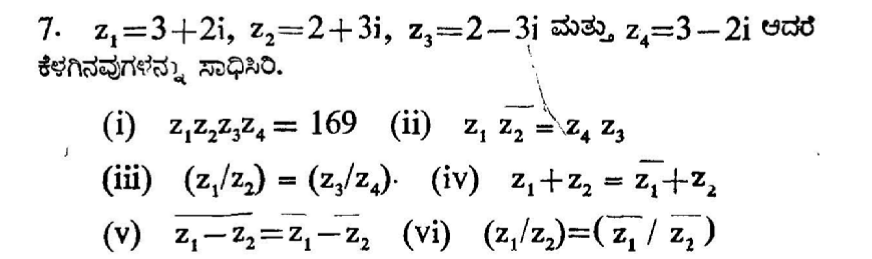 7. z₁=3+2i, z₂=2+3i, z₃=2−3i ಮತ್ತು z₄=3−2i ಆದರೆ
ಕೆಳಗಿನವುಗಳನ್ನು ಸಾಧಿಸಿರಿ.
(i) z₁z₂z₃z₄ = 169 (ii) z₁ z̅₂ = z₄ z₃
(iii) (z₁/z₂) = (z₃/z₄). (iv) z₁+z₂ = z̅₁+z₂
(v) z̅₁̅ ̅−̅ ̅z̅₂̅=z̅₁−z̅₂ (vi) (z₁/z₂)=( z̅₁ / z̅₂ )